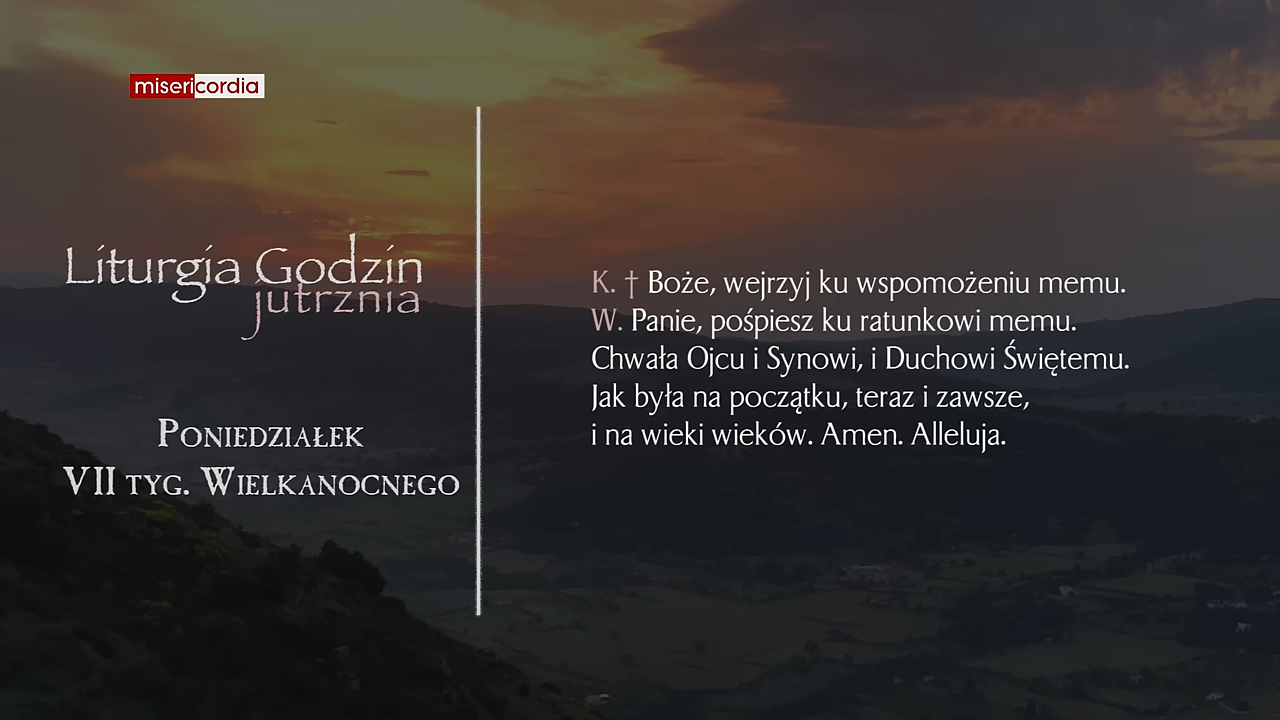 misericordia
Liturgia Godzin
jutrznia
Poniedziałek
VII tyg. Wielkanocnego
K. † Boże, wejrzyj ku wspomożeniu memu.
W. Panie, pośpiesz ku ratunkowi memu.
Chwała Ojcu i Synowi, i Duchowi Świętemu.
Jak była na początku, teraz i zawsze,
i na wieki wieków. Amen. Alleluja.